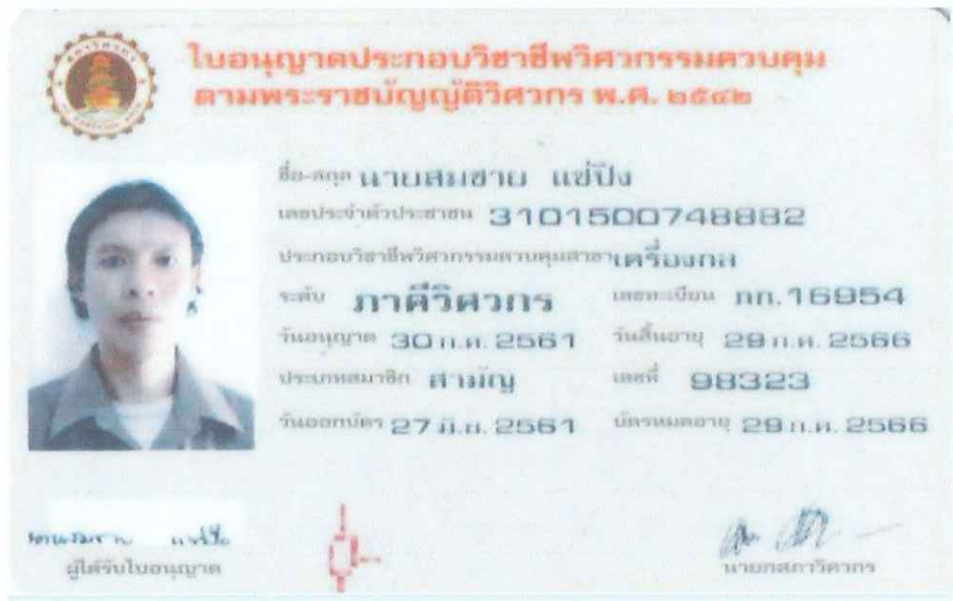 ใบอนุญาตประกอบวิชาชีพวิศวกรรมควบคุม
ตามพระราชบัญญัติวิศวกร พ.ศ. ๒๕๔๒
ชื่อ-สกุล นายสมชาย แซ่ปิง
เลขประจำตัวประชาชน 3101500748882
ประกอบวิชาชีพวิศวกรรมควบคุมสาขา เครื่องกล
ระดับ ภาคีวิศวกร เลขทะเบียน ภก.16954
วันอนุญาต 30 ก.ค. 2561 วันสิ้นอายุ 29 ก.ค. 2566
ประเภทสมาชิก สามัญ เลขที่ 98323
วันออกบัตร 27 มิ.ย. 2561 บัตรหมดอายุ 29 ก.ค. 2566
ผู้ได้รับใบอนุญาต นายกสภาวิศวกร